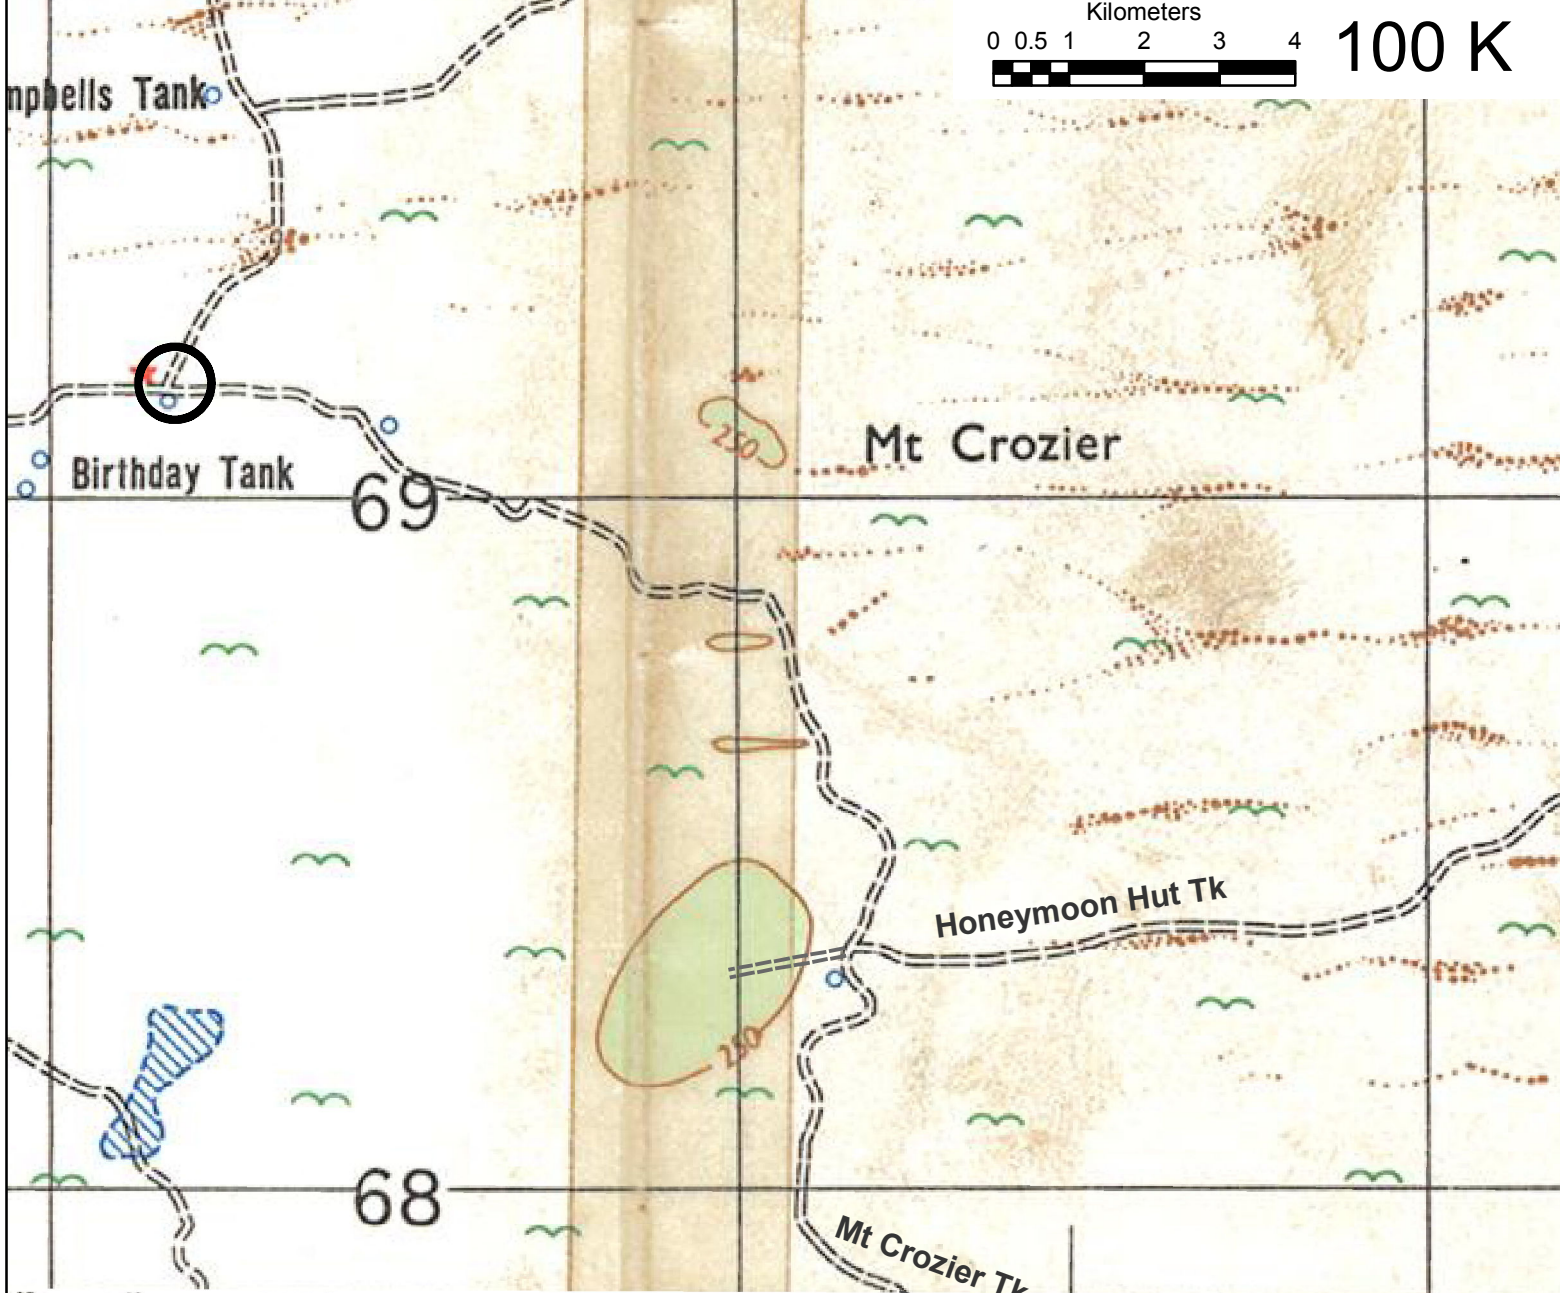 Kilometers
0 0.5 1 2 3 4
100 K
mpbells Tank
250
Mt Crozier
Birthday Tank
69
Honeymoon Hut Tk
250
68
Mt Crozier Tk